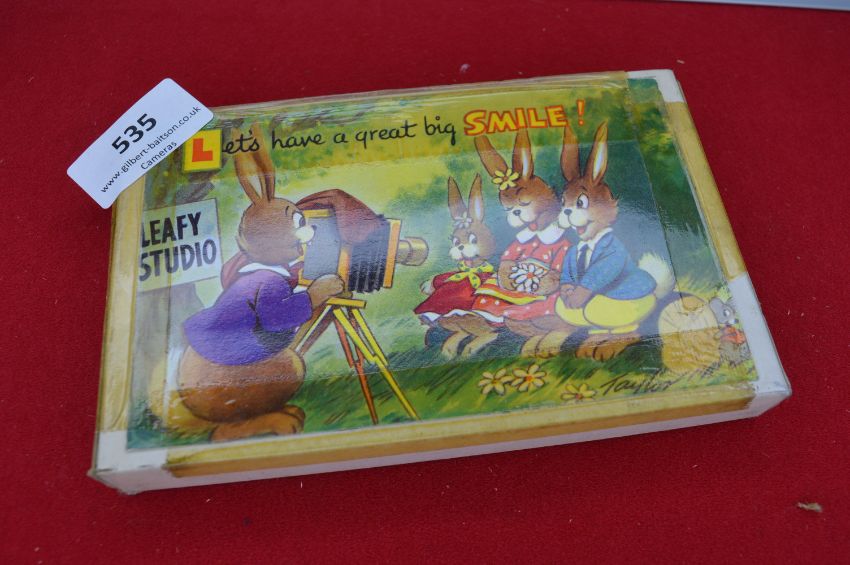 535
www.gilbert-baitson.co.uk
Cameras
Let's have a great big SMILE!
LEAFY
STUDIO
Taylor